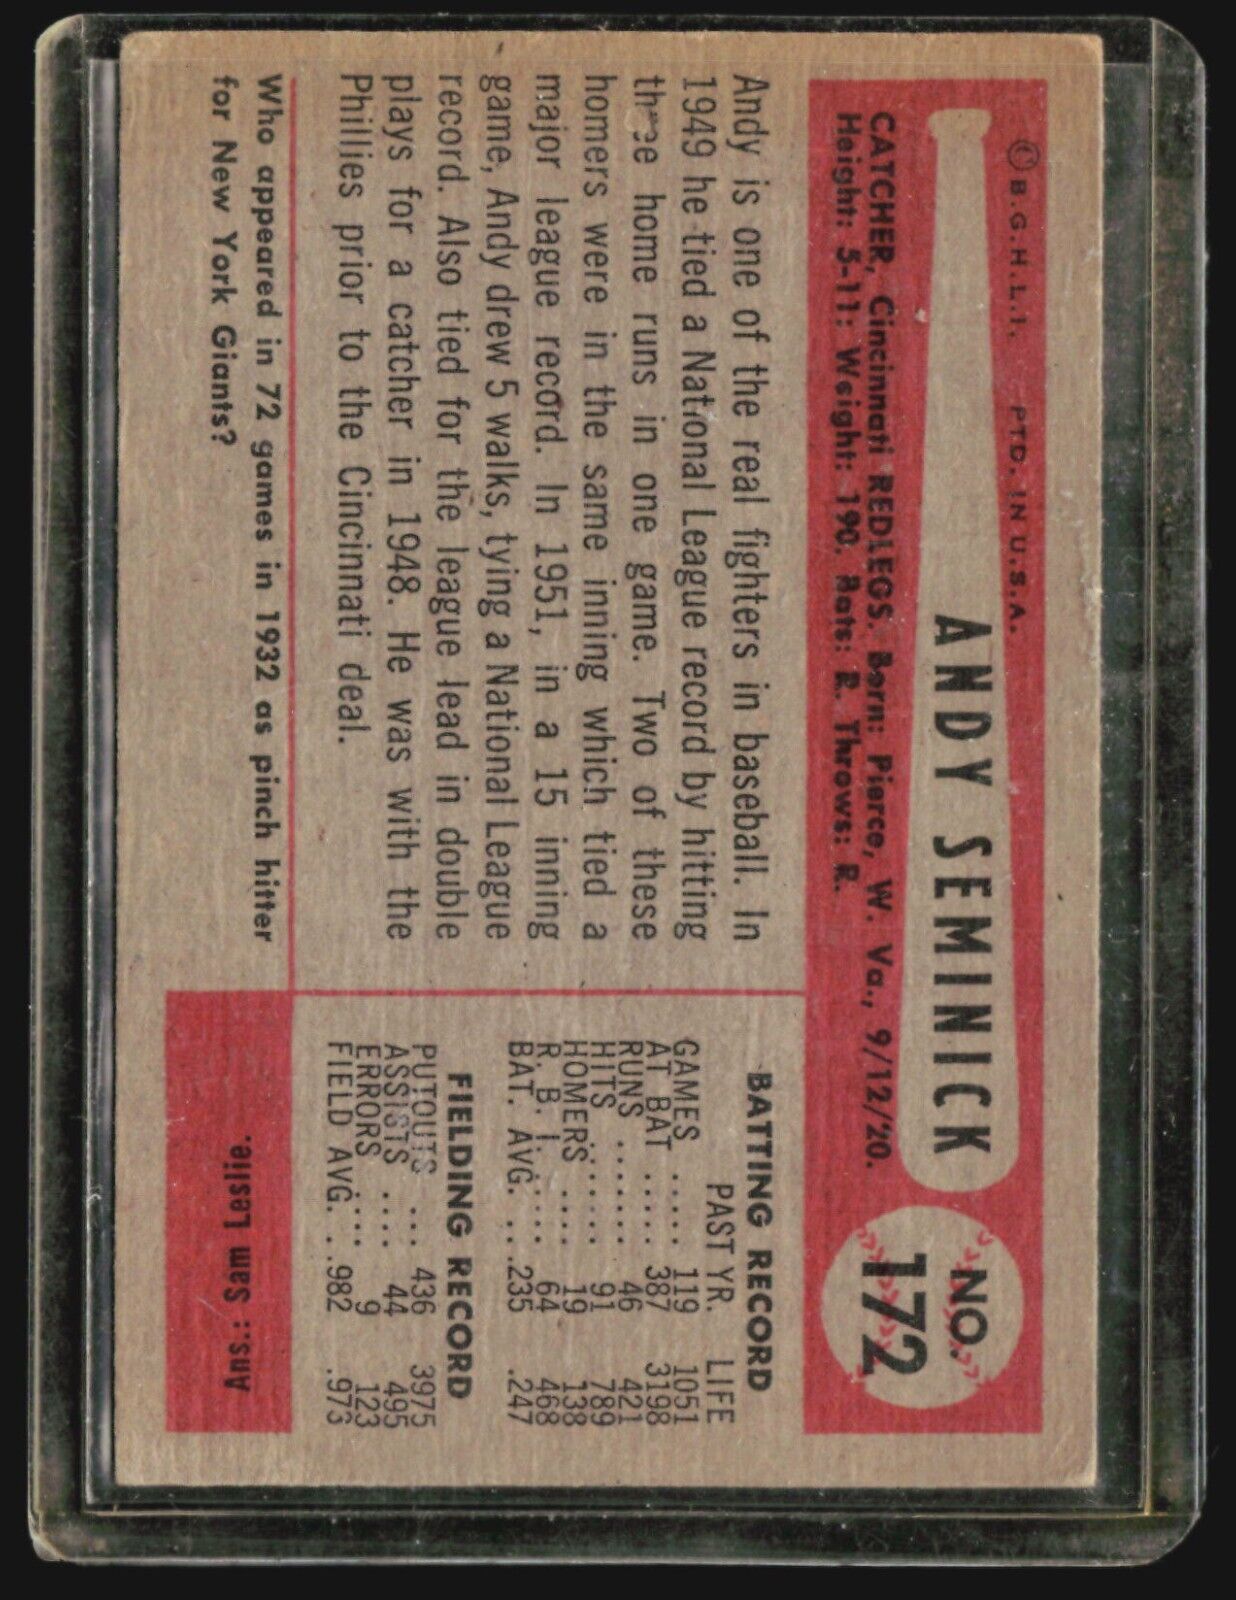 © B.G.H.L.I. PTD. IN U.S.A.
ANDY SEMINICK
NO.
172
CATCHER, Cincinnati REDLEGS. Born: Pierce, W. Va., 9/12/20.
Height: 5-11: Weight: 190. Bats: R. Throws: R.
Andy is one of the real fighters in baseball. In
1949 he tied a National League record by hitting
three home runs in one game. Two of these
homers were in the same inning which tied a
major league record. In 1951, in a 15 inning
game, Andy drew 5 walks, tying a National League
record. Also tied for the league lead in double
plays for a catcher in 1948. He was with the
Phillies prior to the Cincinnati deal.
BATTING RECORD
PAST YR. LIFE
GAMES ..... 119 1051
AT BAT ..... 387 3198
RUNS ....... 46 421
HITS ....... 91 789
HOMERS .... 19 138
R. B. I. .... 64 468
BAT. AVG. .. .235 .247
FIELDING RECORD
PUTOUTS ... 436 3975
ASSISTS .... 44 495
ERRORS .... 9 123
FIELD AVG. . .982 .973
Who appeared in 72 games in 1932 as pinch hitter
for New York Giants?
Ans.: Sam Leslie.